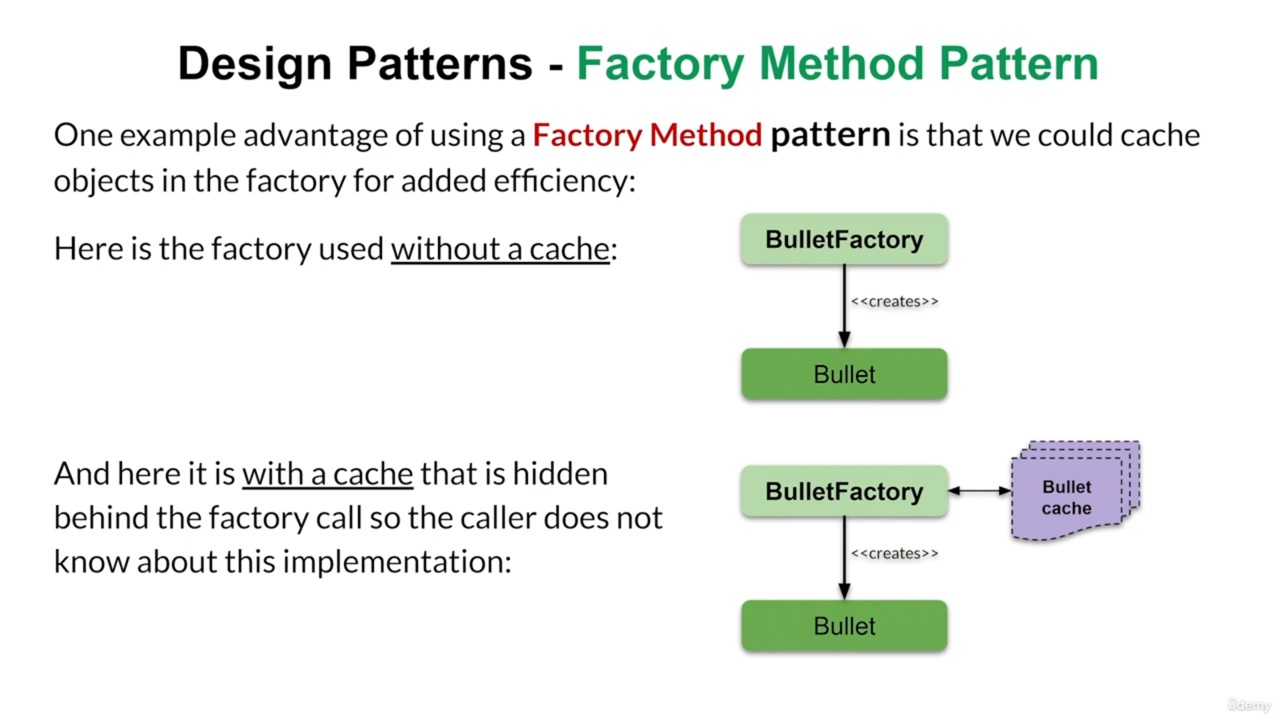 Design Patterns - Factory Method Pattern
One example advantage of using a Factory Method pattern is that we could cache
objects in the factory for added efficiency:
Here is the factory used without a cache:
BulletFactory
<<creates>>
Bullet
And here it is with a cache that is hidden
behind the factory call so the caller does not
know about this implementation:
BulletFactory
Bullet
cache
<<creates>>
Bullet
ûdemy